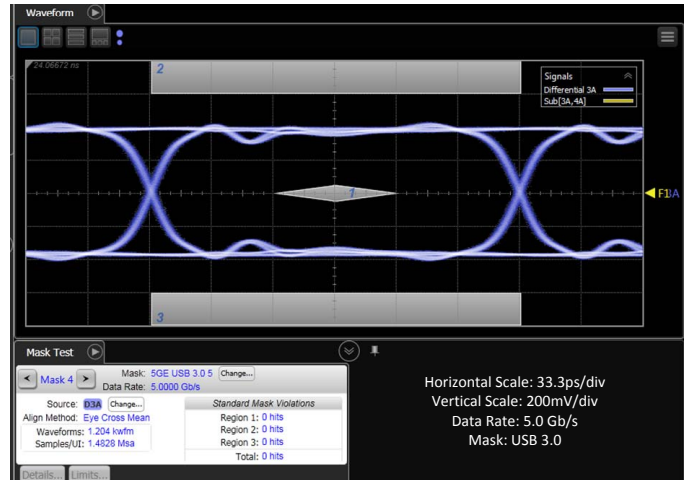 Waveform
24.06672 ns
2
Signals
Differential 3A
Sub[3A,4A]
1
F1
3A
3
Mask Test
Mask 4
Mask: 5GE USB 3.0 5 Change...
Data Rate: 5.0000 Gb/s
Source: D3A Change...
Align Method: Eye Cross Mean
Waveforms: 1.204 kwfm
Samples/UI: 1.4828 Msa
Standard Mask Violations
Region 1: 0 hits
Region 2: 0 hits
Region 3: 0 hits
Total: 0 hits
Details... Limits...
Horizontal Scale: 33.3ps/div
Vertical Scale: 200mV/div
Data Rate: 5.0 Gb/s
Mask: USB 3.0